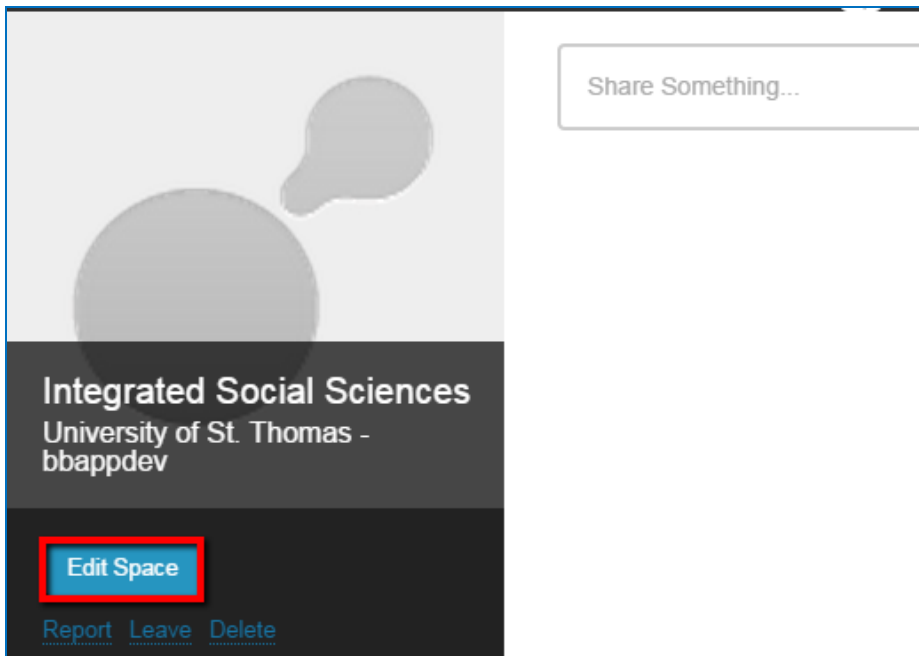 Share Something...
Integrated Social Sciences
University of St. Thomas -
bbappdev
Edit Space
Report Leave Delete